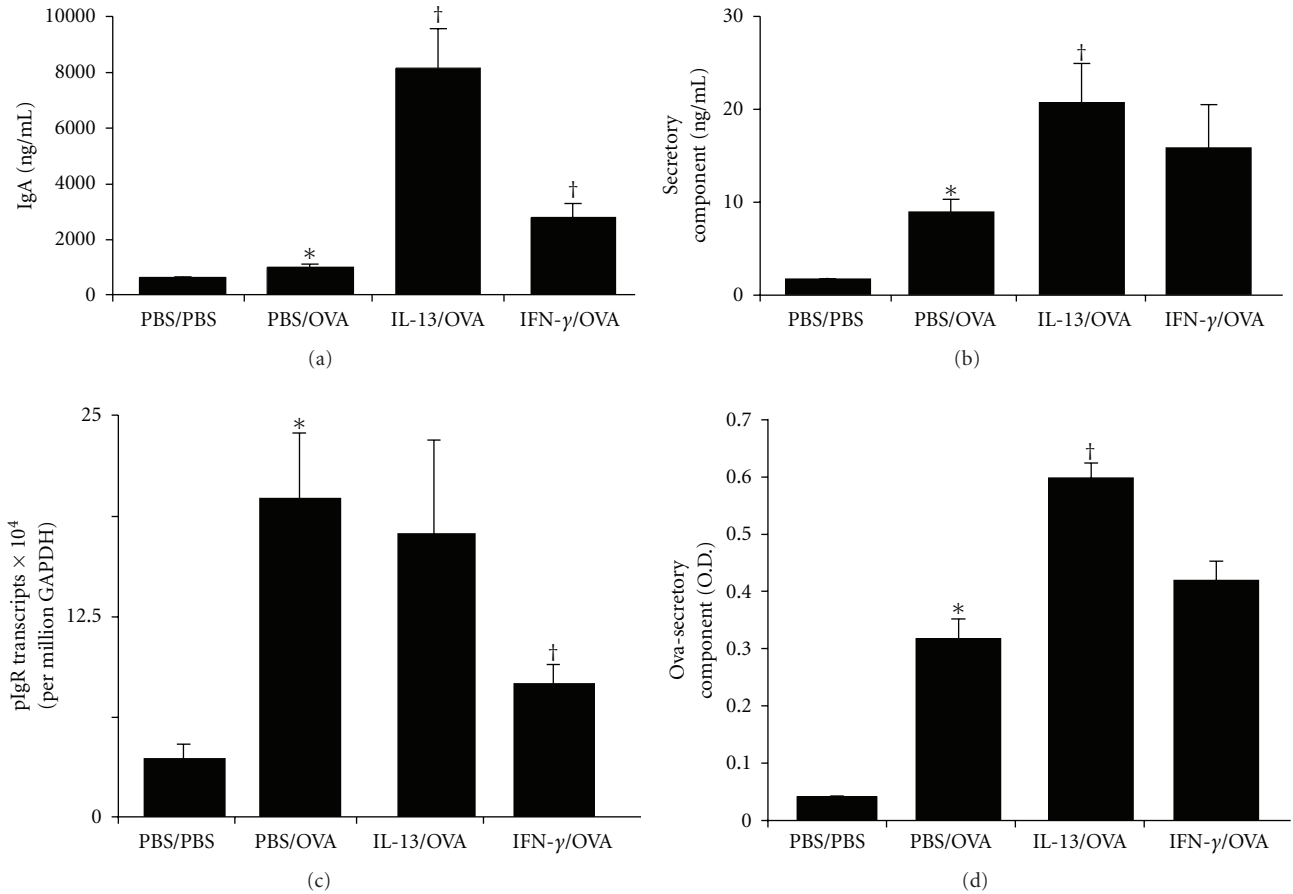 10000
8000
6000
4000
2000
0
IgA (ng/mL)
†
*
†
PBS/PBS PBS/OVA IL-13/OVA IFN-γ/OVA
(a)
30
20
10
0
Secretory
component (ng/mL)
†
*
PBS/PBS PBS/OVA IL-13/OVA IFN-γ/OVA
(b)
25
12.5
0
pIgR transcripts × 10⁴
(per million GAPDH)
*
†
PBS/PBS PBS/OVA IL-13/OVA IFN-γ/OVA
(c)
0.7
0.6
0.5
0.4
0.3
0.2
0.1
0
Ova-secretory
component (O.D.)
†
*
PBS/PBS PBS/OVA IL-13/OVA IFN-γ/OVA
(d)